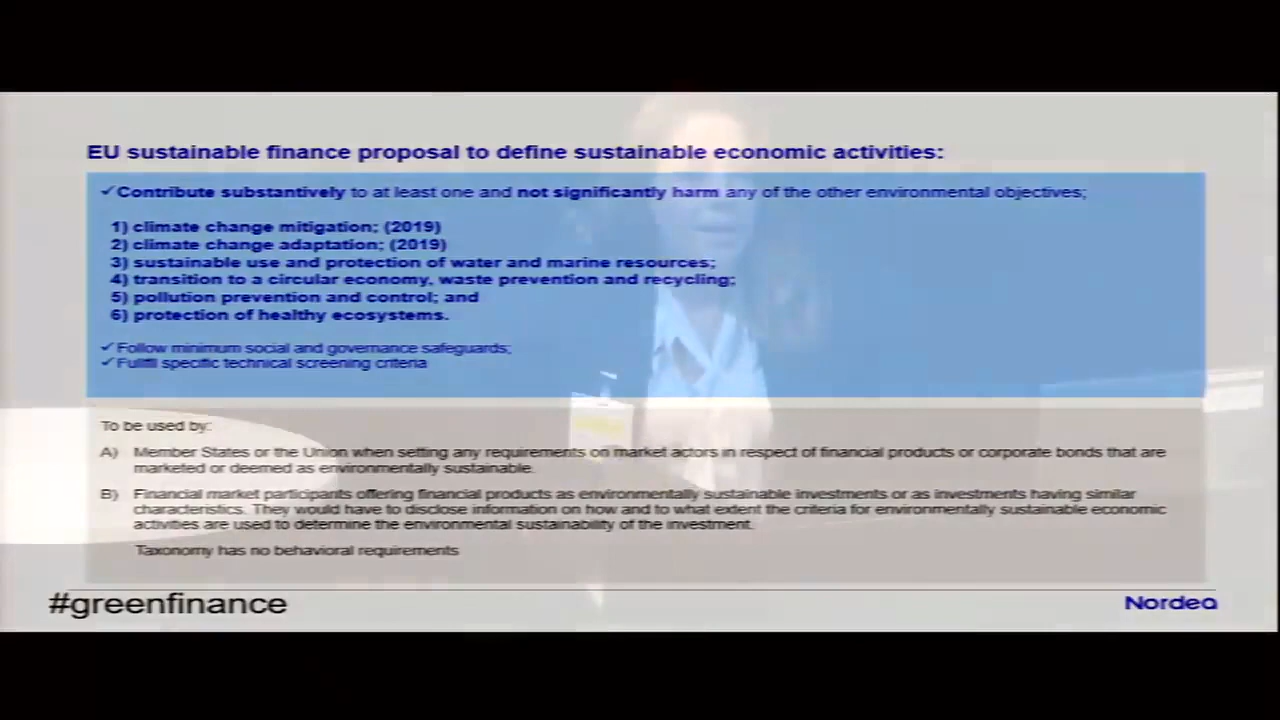 EU sustainable finance proposal to define sustainable economic activities:
✓Contribute substantively to at least one and not significantly harm any of the other environmental objectives;
1) climate change mitigation; (2019)
2) climate change adaptation; (2019)
3) sustainable use and protection of water and marine resources;
4) transition to a circular economy, waste prevention and recycling;
5) pollution prevention and control; and
6) protection of healthy ecosystems.
✓Follow minimum social and governance safeguards;
✓Fullfill specific technical screening criteria
To be used by:
A) Member States or the Union when setting any requirements on market actors in respect of financial products or corporate bonds that are
marketed or deemed as environmentally sustainable.
B) Financial market participants offering financial products as environmentally sustainable investments or as investments having similar
characteristics. They would have to disclose information on how and to what extent the criteria for environmentally sustainable economic
activities are used to determine the environmental sustainability of the investment.
Taxonomy has no behavioral requirements
#greenfinance
Nordea